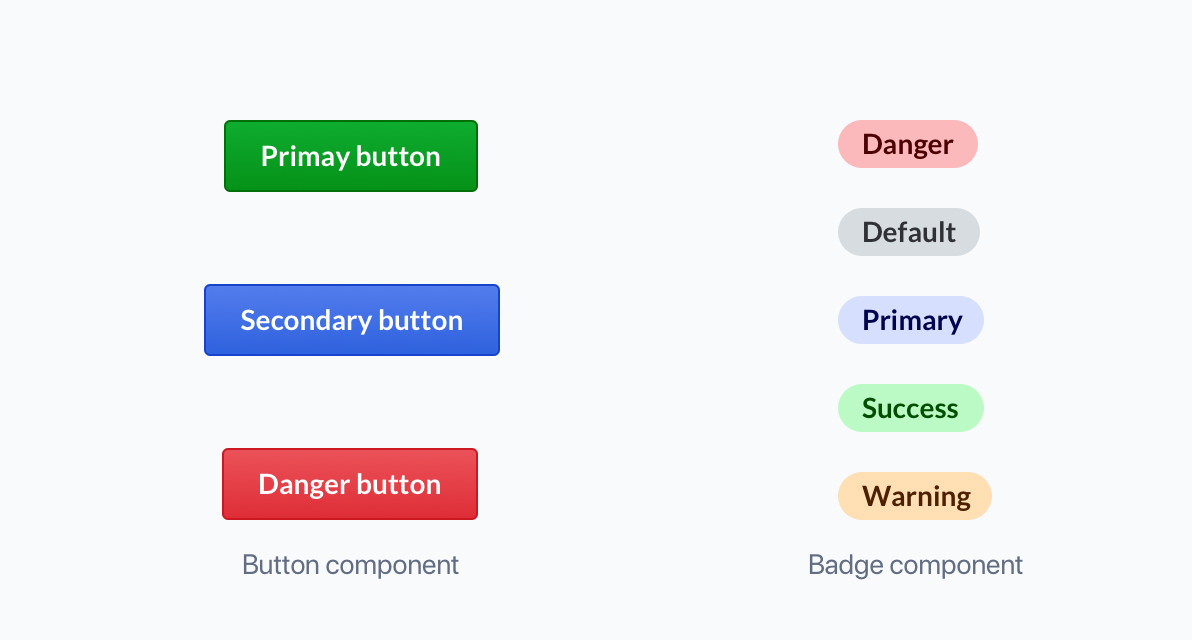 Primay button
Secondary button
Danger button
Button component
Danger
Default
Primary
Success
Warning
Badge component